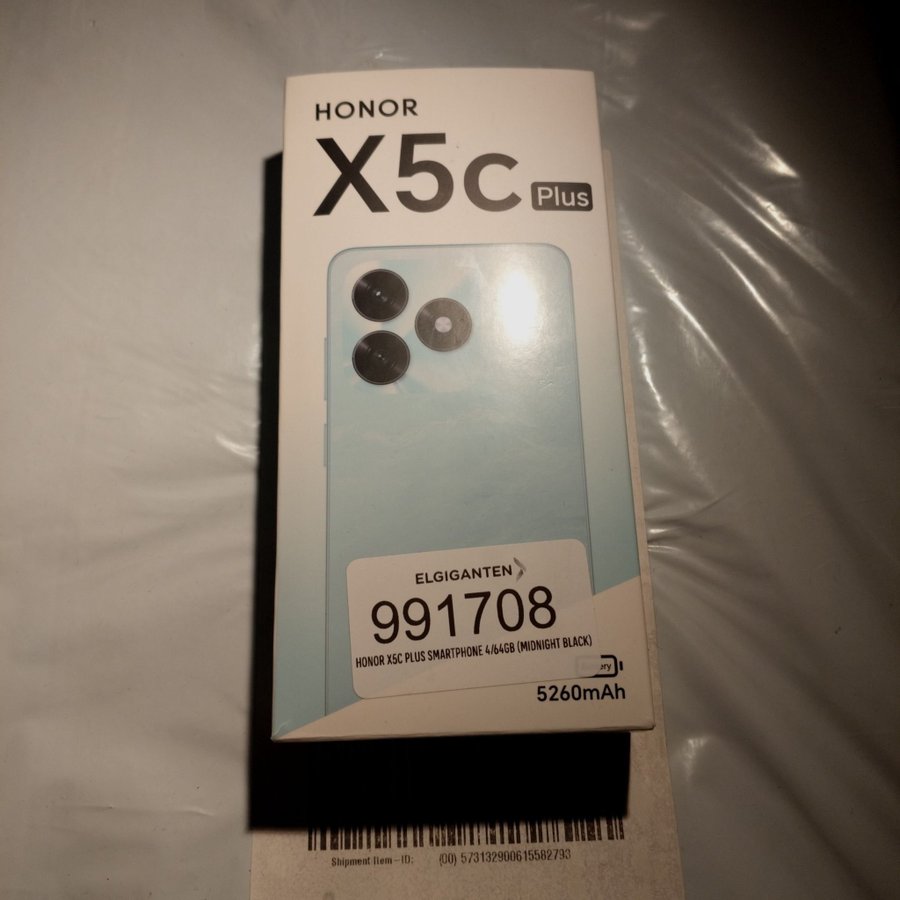 HONOR
X5c Plus
ELGIGANTEN
991708
HONOR X5C PLUS SMARTPHONE 4/64GB (MIDNIGHT BLACK)
5260mAh
Shipment Item-ID: (00) 573132900615582793